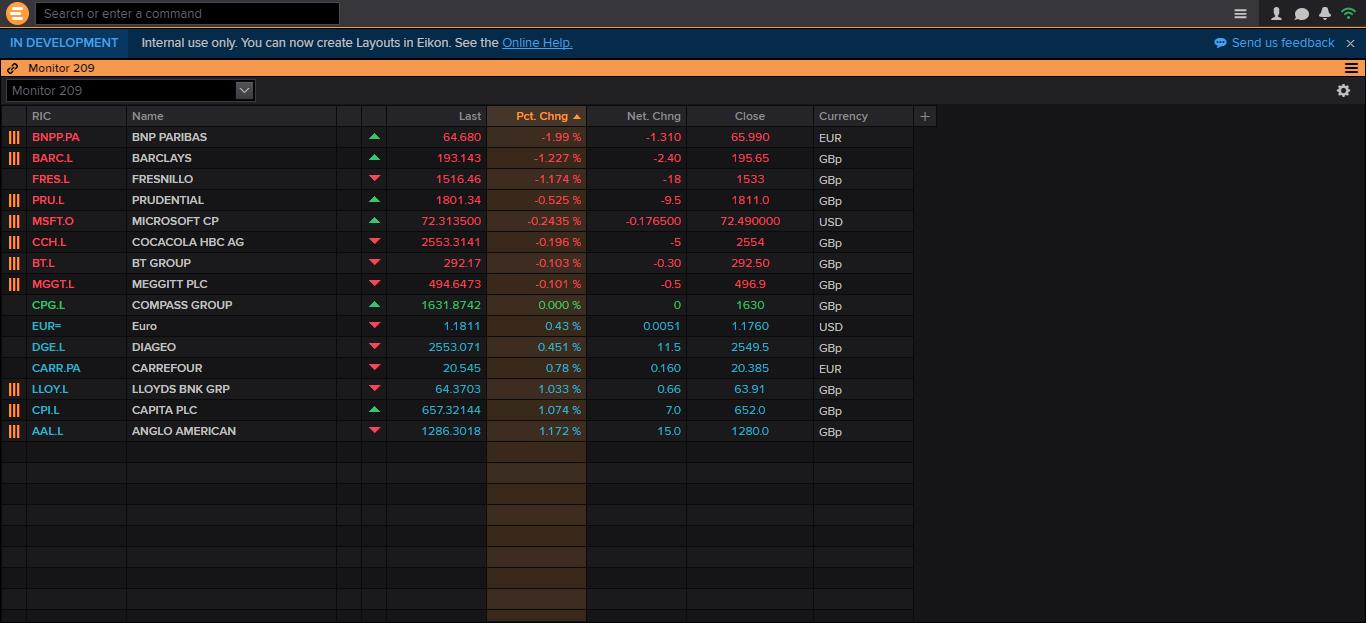 Search or enter a command
IN DEVELOPMENT Internal use only. You can now create Layouts in Eikon. See the Online Help. Send us feedback
Monitor 209
Monitor 209
RIC Name Last Pct. Chng Net. Chng Close Currency +
BNPP.PA BNP PARIBAS 64.680 -1.99 % -1.310 65.990 EUR
BARC.L BARCLAYS 193.143 -1.227 % -2.40 195.65 GBp
FRES.L FRESNILLO 1516.46 -1.174 % -18 1533 GBp
PRU.L PRUDENTIAL 1801.34 -0.525 % -9.5 1811.0 GBp
MSFT.O MICROSOFT CP 72.313500 -0.2435 % -0.176500 72.490000 USD
CCH.L COCACOLA HBC AG 2553.3141 -0.196 % -5 2554 GBp
BT.L BT GROUP 292.17 -0.103 % -0.30 292.50 GBp
MGGT.L MEGGITT PLC 494.6473 -0.101 % -0.5 496.9 GBp
CPG.L COMPASS GROUP 1631.8742 0.000 % 0 1630 GBp
EUR= Euro 1.1811 0.43 % 0.0051 1.1760 USD
DGE.L DIAGEO 2553.071 0.451 % 11.5 2549.5 GBp
CARR.PA CARREFOUR 20.545 0.78 % 0.160 20.385 EUR
LLOY.L LLOYDS BNK GRP 64.3703 1.033 % 0.66 63.91 GBp
CPI.L CAPITA PLC 657.32144 1.074 % 7.0 652.0 GBp
AAL.L ANGLO AMERICAN 1286.3018 1.172 % 15.0 1280.0 GBp